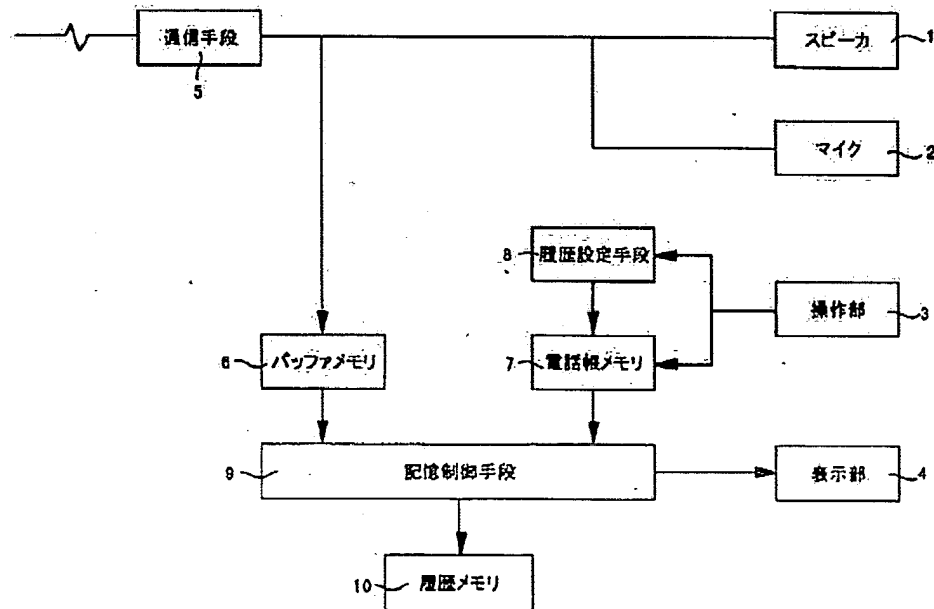 通信手段
5
スピーカ
1
マイク
2
8
履歴設定手段
操作部
3
6
バッファメモリ
7
電話帳メモリ
9
記憶制御手段
表示部
4
10
履歴メモリ